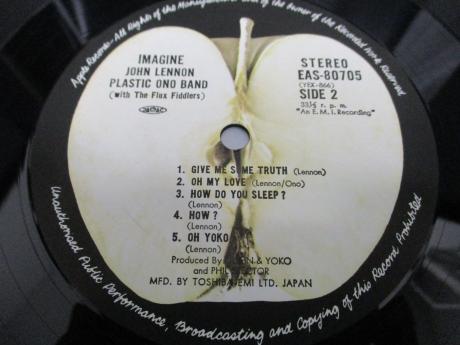 Apple Records · All Rights of the Manufacturer and of the Owner of the Recorded Work Reserved
IMAGINE
JOHN LENNON
PLASTIC ONO BAND
(with The Flux Fiddlers)
STEREO
EAS-80705
(YEX-866)
SIDE 2
33⅓ r. p. m.
"An E. M. I. Recording"
1. GIVE ME S ME TRUTH (Lennon)
2. OH MY LOVE (Lennon/Ono)
3. HOW DO YOU SLEEP?
(Lennon)
4. HOW?
(Lennon)
5. OH YOKO
(Lennon)
Produced by & YOKO
and PHIL
MFD. BY TOSHIBA-EMI LTD. JAPAN
Unauthorised Public Performance, Broadcasting and Copying of this Record Prohibited